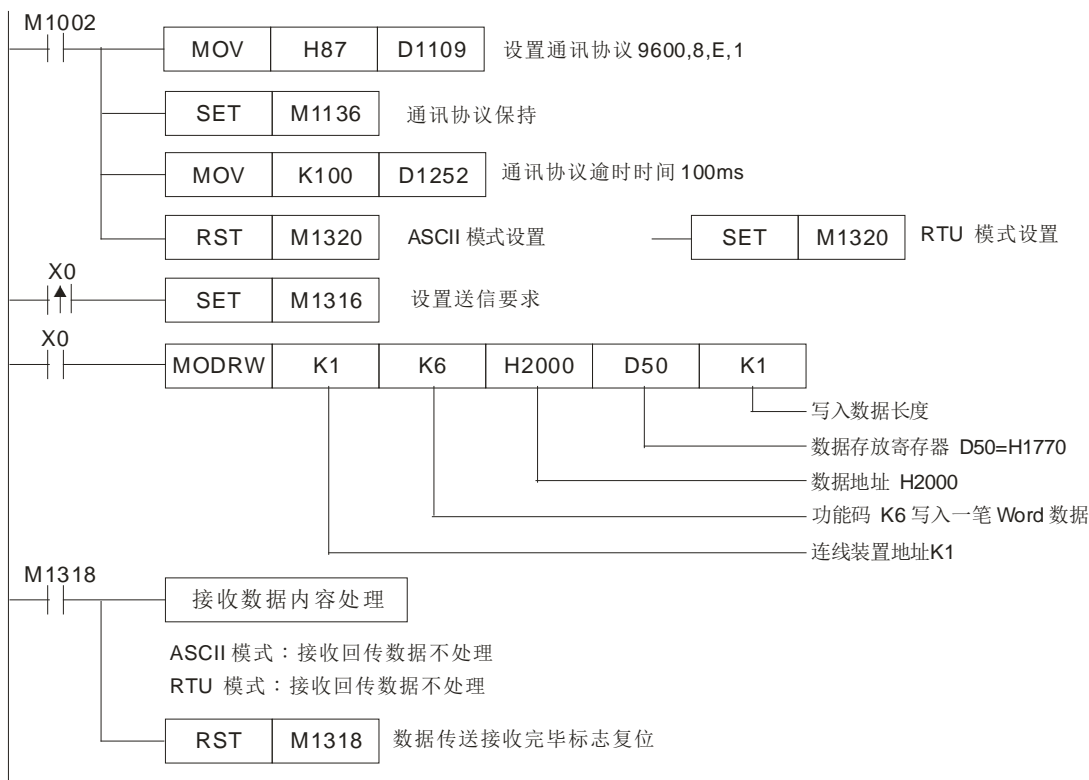 M1002
MOV H87 D1109 设置通讯协议 9600,8,E,1
SET M1136 通讯协议保持
MOV K100 D1252 通讯协议逾时时间 100ms
RST M1320 ASCII 模式设置 SET M1320 RTU 模式设置
X0
SET M1316 设置送信要求
X0
MODRW K1 K6 H2000 D50 K1
写入数据长度
数据存放寄存器 D50=H1770
数据地址 H2000
功能码 K6 写入一笔 Word 数据
连线装置地址K1
M1318
接收数据内容处理
ASCII 模式：接收回传数据不处理
RTU 模式：接收回传数据不处理
RST M1318 数据传送接收完毕标志复位